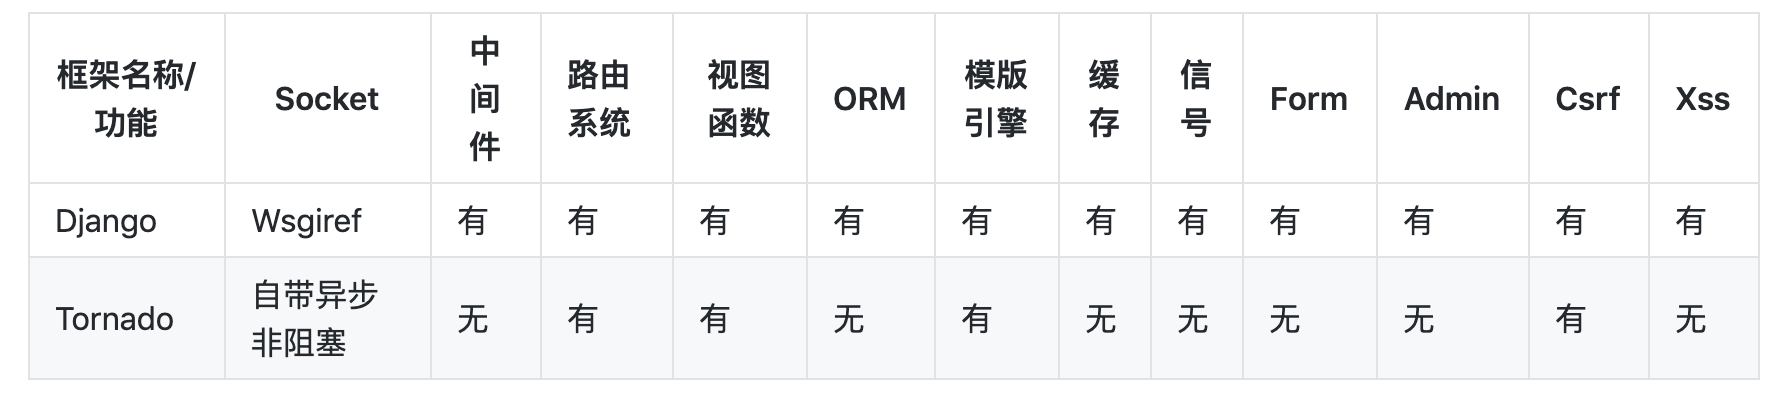 框架名称/
功能
Socket
中
间
件
路由
系统
视图
函数
ORM
模版
引擎
缓
存
信
号
Form
Admin
Csrf
Xss
Django
Wsgiref
有
有
有
有
有
有
有
有
有
有
有
Tornado
自带异步
非阻塞
无
有
有
无
有
无
无
无
无
有
无